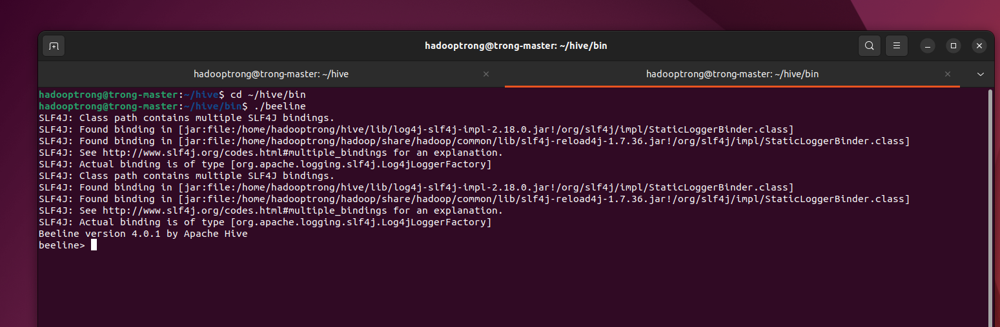 hadooptrong@trong-master: ~/hive/bin
hadooptrong@trong-master: ~/hive
hadooptrong@trong-master: ~/hive/bin
hadooptrong@trong-master:~/hive$ cd ~/hive/bin
hadooptrong@trong-master:~/hive/bin$ ./beeline
SLF4J: Class path contains multiple SLF4J bindings.
SLF4J: Found binding in [jar:file:/home/hadooptrong/hive/lib/log4j-slf4j-impl-2.18.0.jar!/org/slf4j/impl/StaticLoggerBinder.class]
SLF4J: Found binding in [jar:file:/home/hadooptrong/hadoop/share/hadoop/common/lib/slf4j-reload4j-1.7.36.jar!/org/slf4j/impl/StaticLoggerBinder.class]
SLF4J: See http://www.slf4j.org/codes.html#multiple_bindings for an explanation.
SLF4J: Actual binding is of type [org.apache.logging.slf4j.Log4jLoggerFactory]
SLF4J: Class path contains multiple SLF4J bindings.
SLF4J: Found binding in [jar:file:/home/hadooptrong/hive/lib/log4j-slf4j-impl-2.18.0.jar!/org/slf4j/impl/StaticLoggerBinder.class]
SLF4J: Found binding in [jar:file:/home/hadooptrong/hadoop/share/hadoop/common/lib/slf4j-reload4j-1.7.36.jar!/org/slf4j/impl/StaticLoggerBinder.class]
SLF4J: See http://www.slf4j.org/codes.html#multiple_bindings for an explanation.
SLF4J: Actual binding is of type [org.apache.logging.slf4j.Log4jLoggerFactory]
Beeline version 4.0.1 by Apache Hive
beeline>